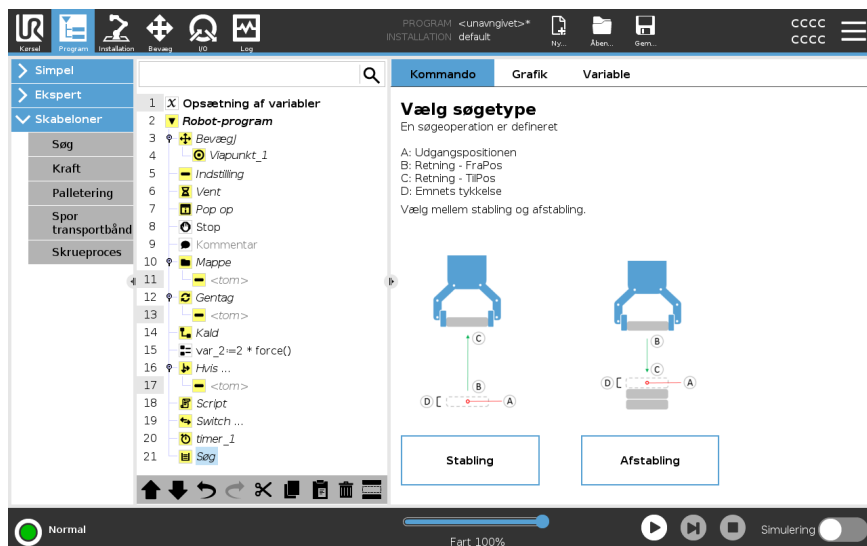 PROGRAM <unavngivet>*
INSTALLATION default
CCCC
CCCC
Kørsel
Program
Installation
Bevæg
I/O
Log
Ny...
Åben...
Gem...
Simpel
Ekspert
Skabeloner
Søg
Kraft
Palletering
Spor
transportbånd
Skrueproces
1 X Opsætning af variabler
2 Robot-program
3 BevægJ
4 Viapunkt_1
5 Indstilling
6 Vent
7 Pop op
8 Stop
9 Kommentar
10 Mappe
11 <tom>
12 Gentag
13 <tom>
14 Kald
15 var_2:=2 * force()
16 Hvis ...
17 <tom>
18 Script
19 Switch ...
20 timer_1
21 Søg
Kommando
Grafik
Variable
Vælg søgetype
En søgeoperation er defineret
A: Udgangspositionen
B: Retning - FraPos
C: Retning - TilPos
D: Emnets tykkelse
Vælg mellem stabling og afstabling.
C
B
D
A
B
C
D
A
Stabling
Afstabling
Normal
Fart 100%
Simulering